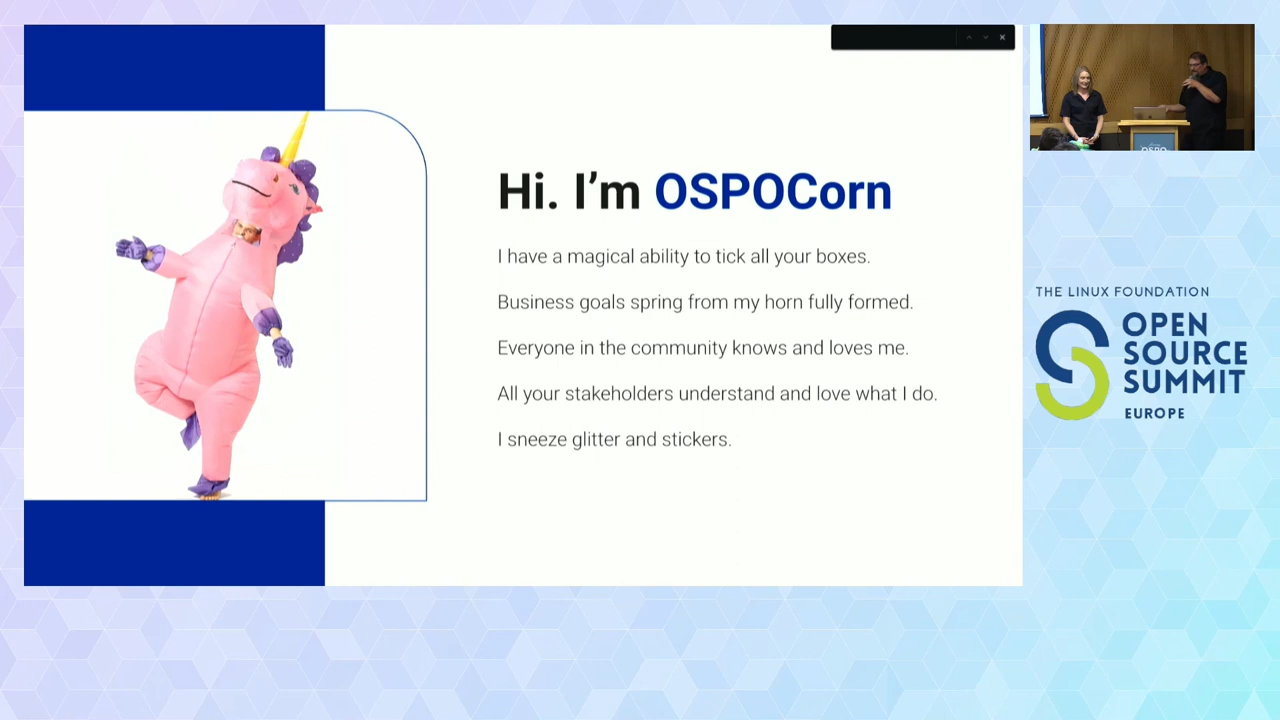 Hi. I’m OSPOCorn
I have a magical ability to tick all your boxes.
Business goals spring from my horn fully formed.
Everyone in the community knows and loves me.
All your stakeholders understand and love what I do.
I sneeze glitter and stickers.
OSPO
THE LINUX FOUNDATION
OPEN
SOURCE
SUMMIT
EUROPE